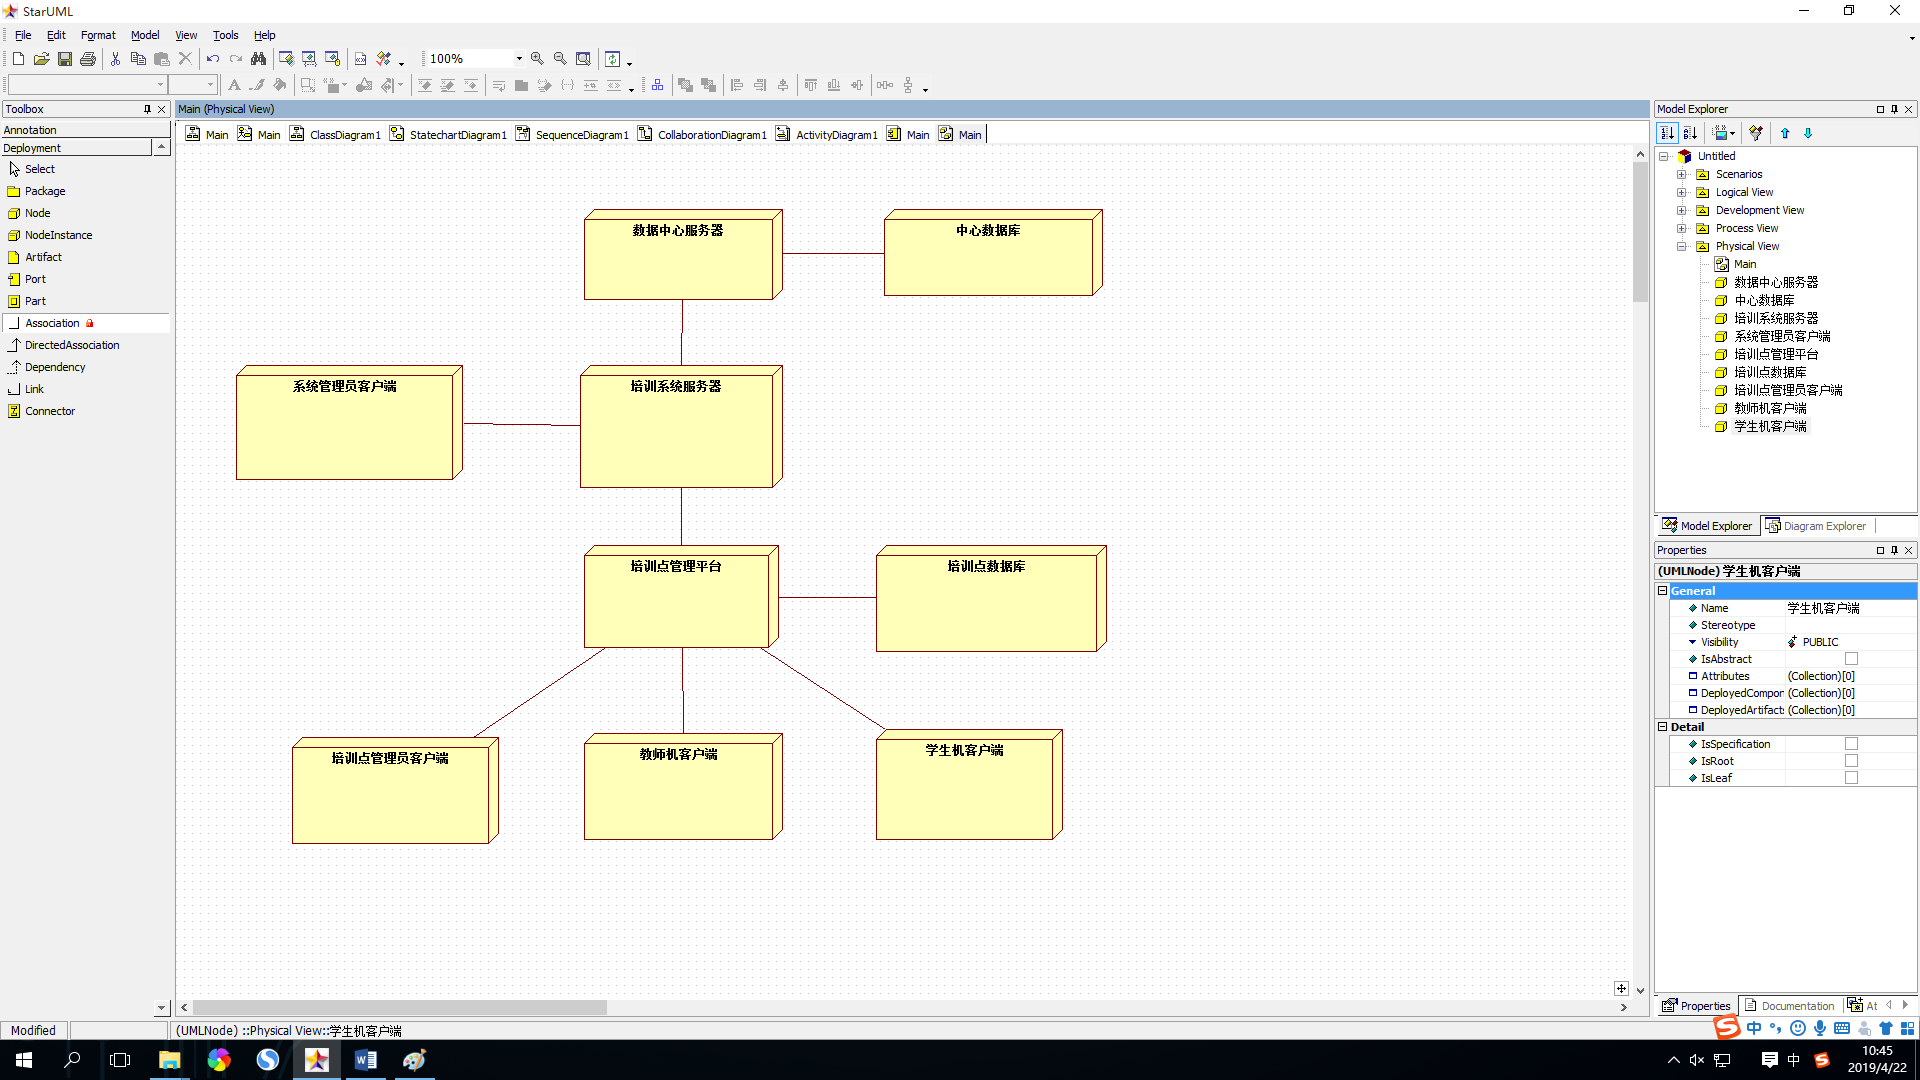 StarUML
File Edit Format Model View Tools Help
100%
Toolbox
Annotation
Deployment
Select
Package
Node
NodeInstance
Artifact
Port
Part
Association
DirectedAssociation
Dependency
Link
Connector
Main (Physical View)
Main Main ClassDiagram1 StatechartDiagram1 SequenceDiagram1 CollaborationDiagram1 ActivityDiagram1 Main Main
数据中心服务器
中心数据库
系统管理员客户端
培训系统服务器
培训点管理平台
培训点数据库
培训点管理员客户端
教师机客户端
学生机客户端
Model Explorer
Untitled
Scenarios
Logical View
Development View
Process View
Physical View
Main
数据中心服务器
中心数据库
培训系统服务器
系统管理员客户端
培训点管理平台
培训点数据库
培训点管理员客户端
教师机客户端
学生机客户端
Model Explorer Diagram Explorer
Properties
(UMLNode) 学生机客户端
General
Name 学生机客户端
Stereotype
Visibility PUBLIC
IsAbstract
Attributes (Collection)[0]
DeployedCompor (Collection)[0]
DeployedArtifact: (Collection)[0]
Detail
IsSpecification
IsRoot
IsLeaf
Properties Documentation At
Modified
(UMLNode) ::Physical View::学生机客户端
中
中
10:45
2019/4/22